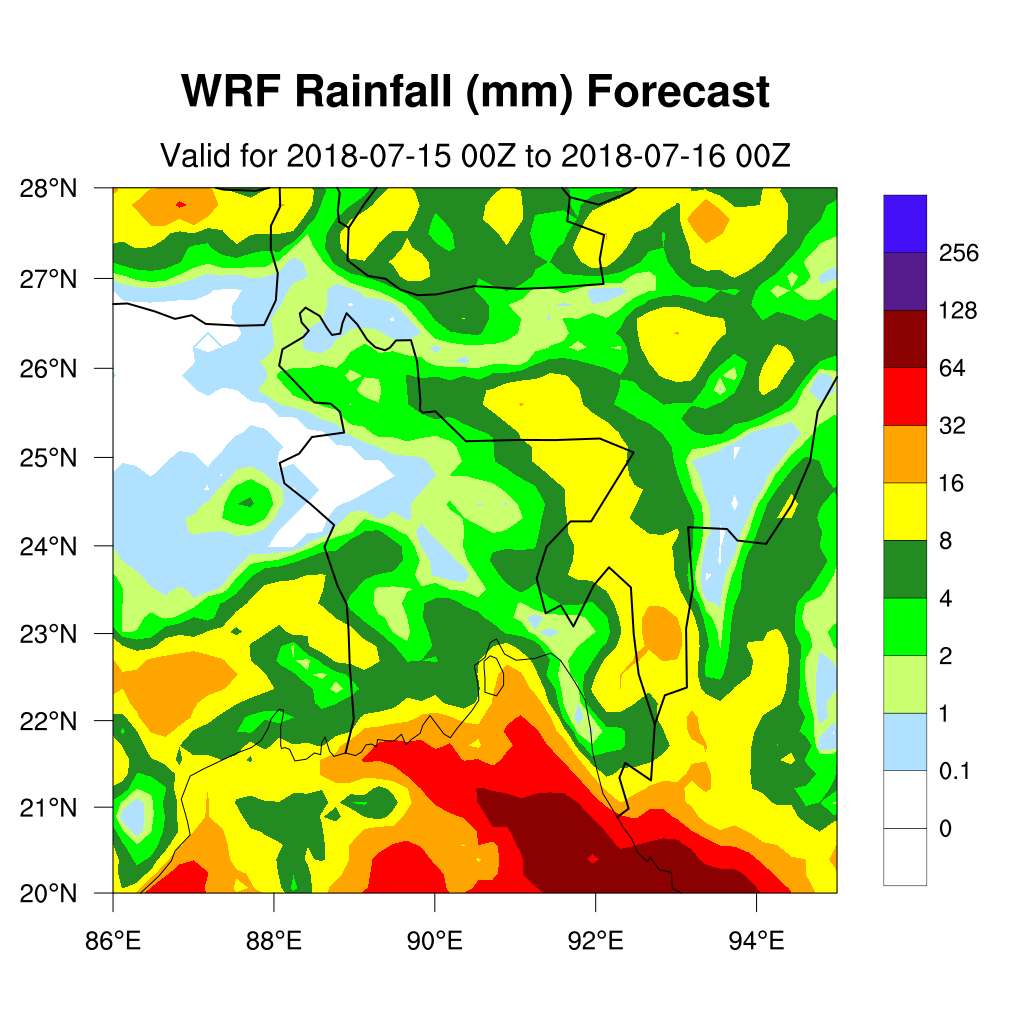 WRF Rainfall (mm) Forecast
Valid for 2018-07-15 00Z to 2018-07-16 00Z
28°N
27°N
26°N
25°N
24°N
23°N
22°N
21°N
20°N
86°E 88°E 90°E 92°E 94°E
256
128
64
32
16
8
4
2
1
0.1
0